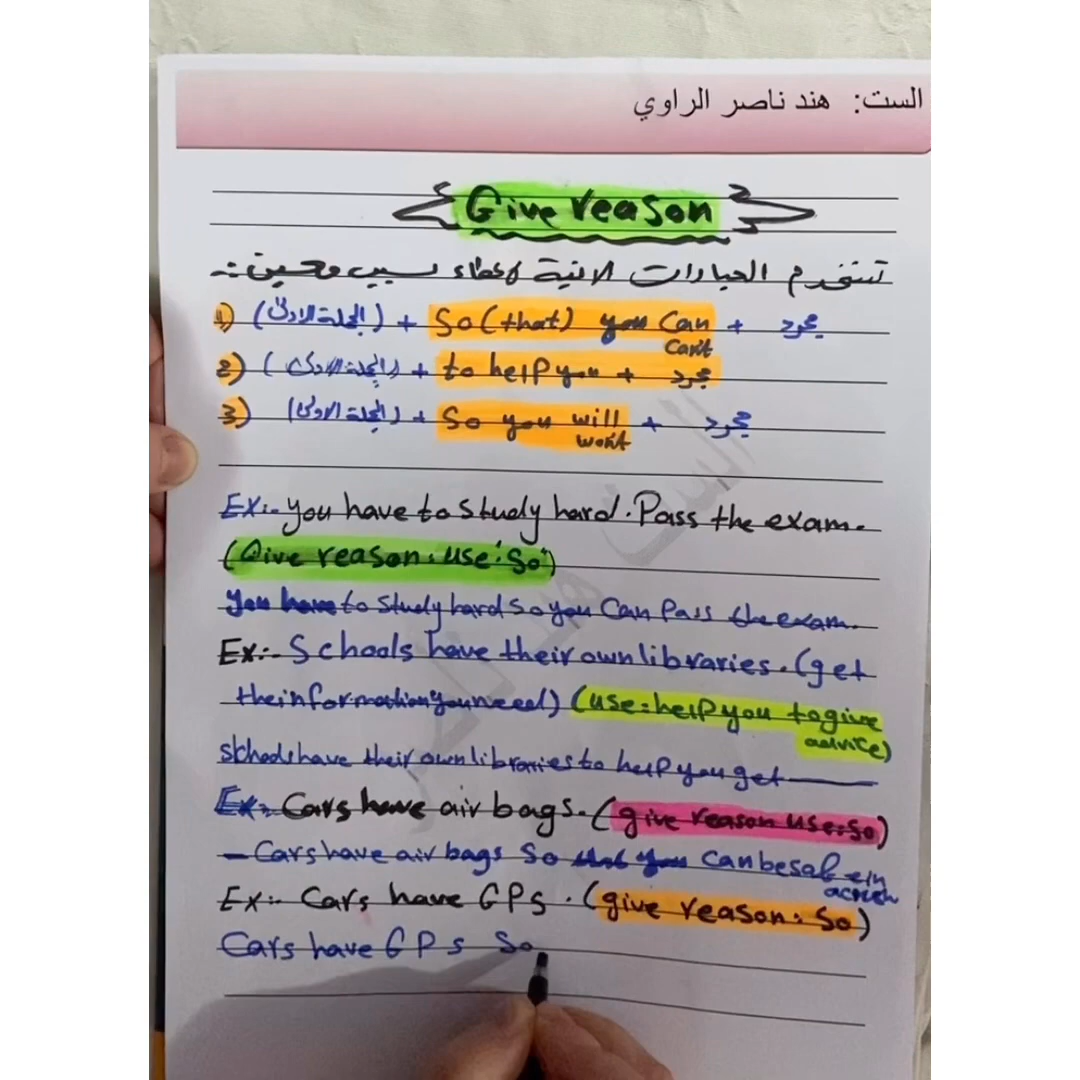 الست: هند ناصر الراوي
Give reason
تستخدم العبارات الاتية لاعطاء سبب معين :-
1) (الجملة الاولى) + So (that) you Can + مجرد
Can't
2) (الجملة الاولى) + to help you + مجرد
3) (الجملة الاولى) + So you will + مجرد
won't
Ex:- You have to study hard. Pass the exam.
(Give reason: use: "So")
You have to study hard So you Can Pass the exam.
Ex:- Schools have their own libraries. (get
the information you need) (use: help you to give
advice)
schools have their own libraries to help you get
Ex: Cars have air bags. (give reason use: so)
- Cars have air bags So that you Can be safe in
Ex:- Cars have GPS. (give reason: So)
Cars have GPS So
الست هند